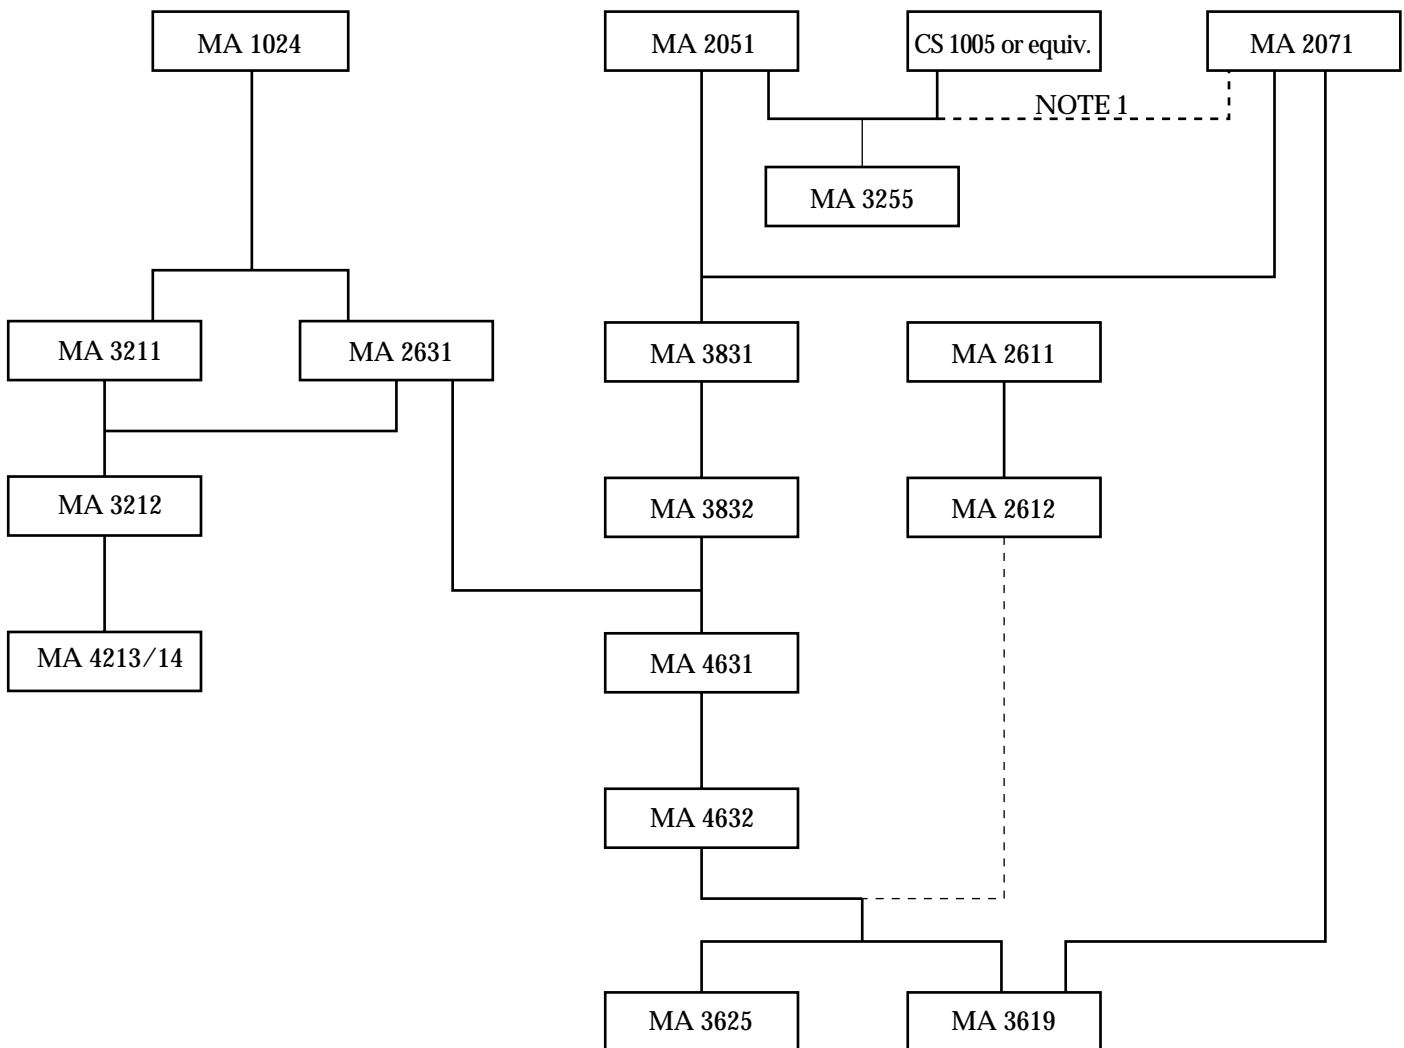 MA 1024
MA 2051
CS 1005 or equiv.
MA 2071
NOTE 1
MA 3255
MA 3211
MA 2631
MA 3831
MA 2611
MA 3212
MA 3832
MA 2612
MA 4213/14
MA 4631
MA 4632
MA 3625
MA 3619